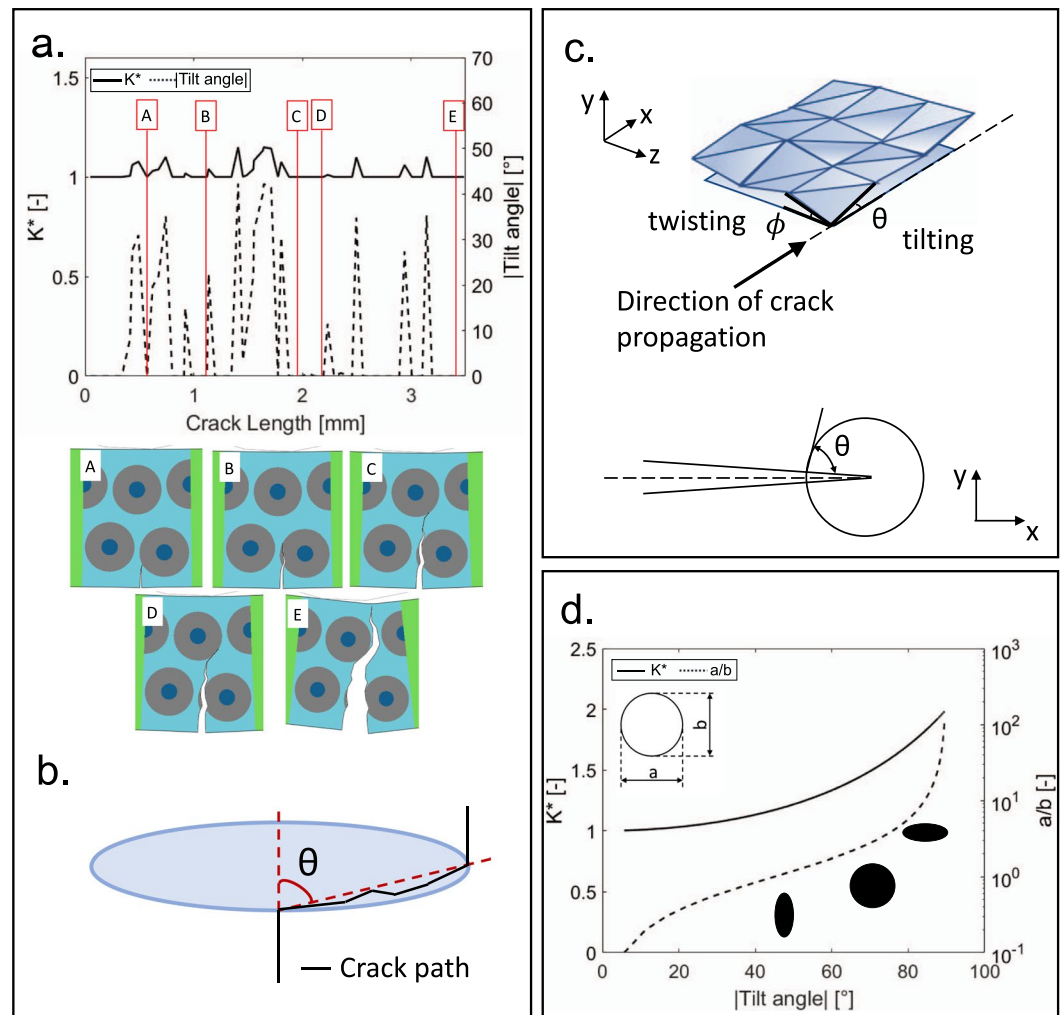 a.
1.5
1
0.5
0
K* [-]
K* |Tilt angle|
A
B
C
D
E
70
60
50
40
30
20
10
0
|Tilt angle| [°]
0
1
2
3
Crack Length [mm]
A
B
C
D
E
b.
θ
Crack path
c.
y
x
z
twisting
ϕ
θ
tilting
Direction of crack
propagation
θ
y
x
d.
2.5
2
1.5
1
0.5
0
K* [-]
K* a/b
b
a
10³
10²
10¹
10⁰
10⁻¹
a/b [-]
0
20
40
60
80
100
|Tilt angle| [°]